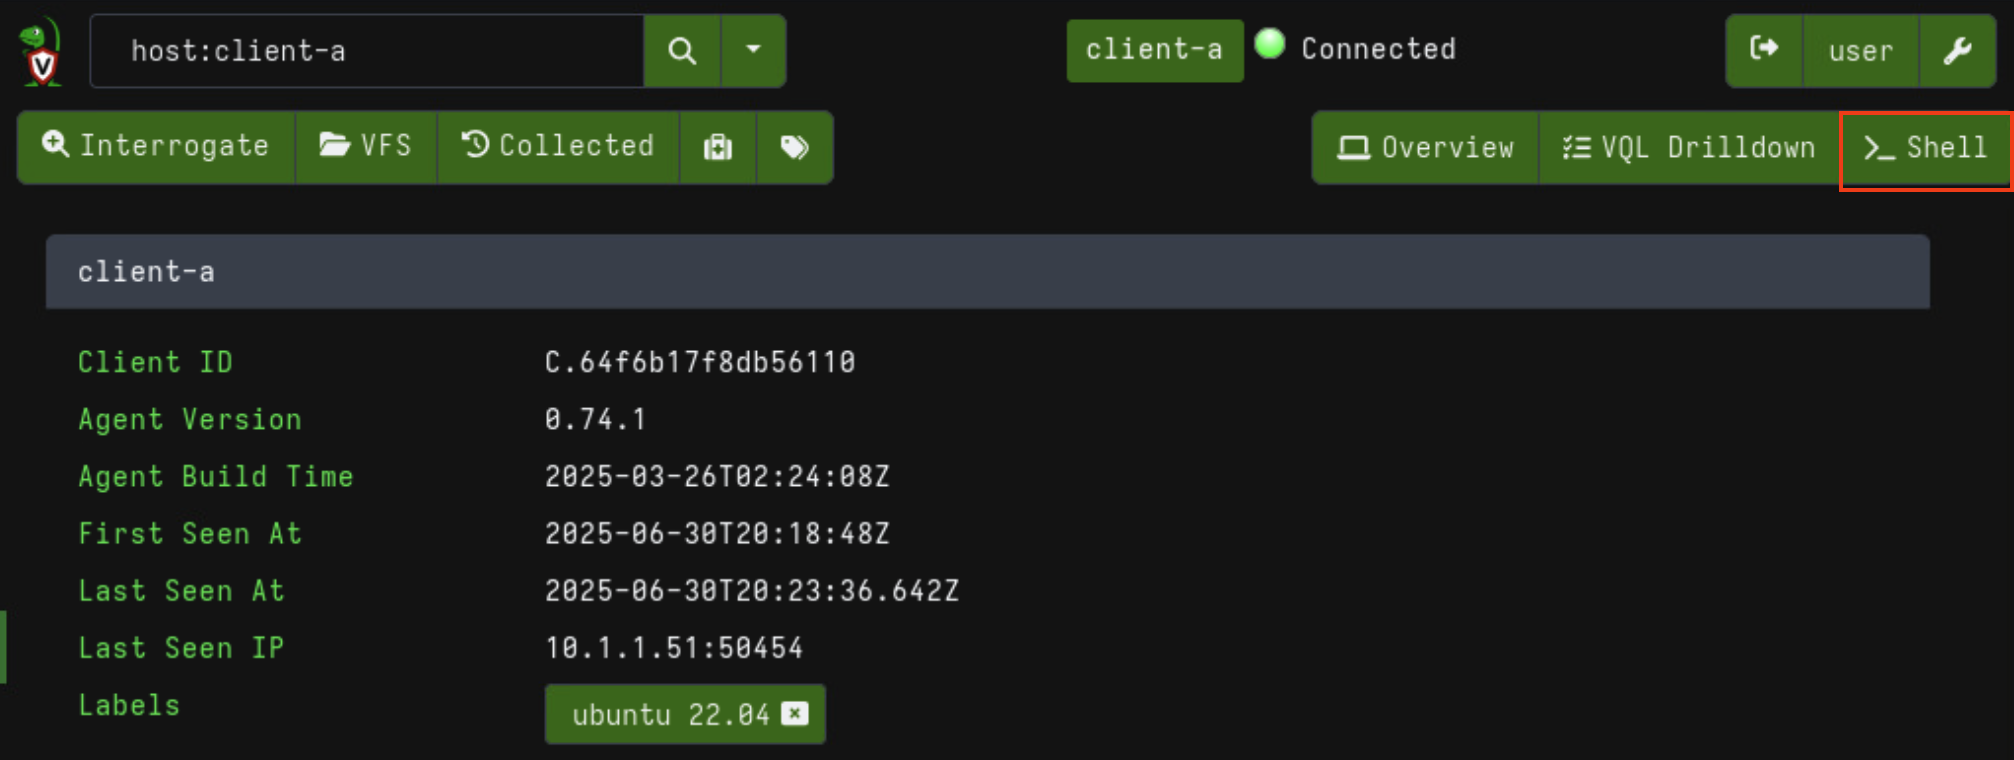 host:client-a
client-a Connected
user
Interrogate VFS Collected
Overview VQL Drilldown >_ Shell
client-a
Client ID C.64f6b17f8db56110
Agent Version 0.74.1
Agent Build Time 2025-03-26T02:24:08Z
First Seen At 2025-06-30T20:18:48Z
Last Seen At 2025-06-30T20:23:36.642Z
Last Seen IP 10.1.1.51:50454
Labels ubuntu 22.04